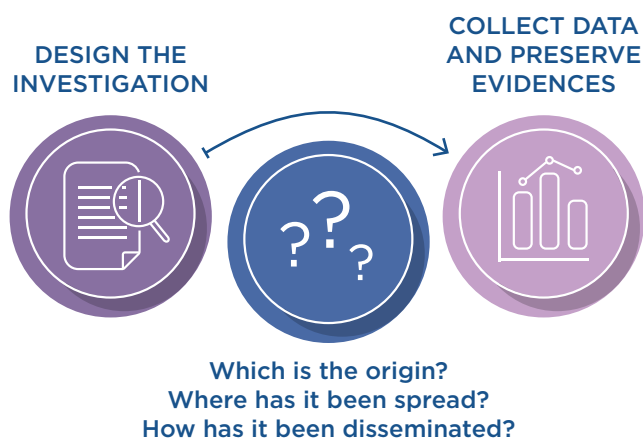 DESIGN THE
INVESTIGATION
COLLECT DATA
AND PRESERVE
EVIDENCES
? ? ?
Which is the origin?
Where has it been spread?
How has it been disseminated?